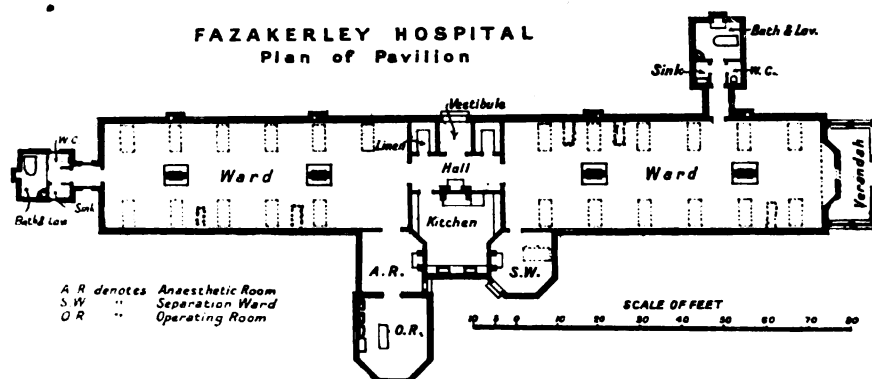 FAZAKERLEY HOSPITAL
Plan of Pavilion
Bath & Lav.
Sink
W.C.
Vestibule
W.C
Linen
Ward
Hall
Ward
Verandah
Sink
Bath & Lav
Kitchen
A.R.
S.W.
A.R denotes Anaesthetic Room
S.W " Separation Ward
O.R " Operating Room
O.R.
SCALE OF FEET
10 5 0 10 20 30 40 50 60 70 80